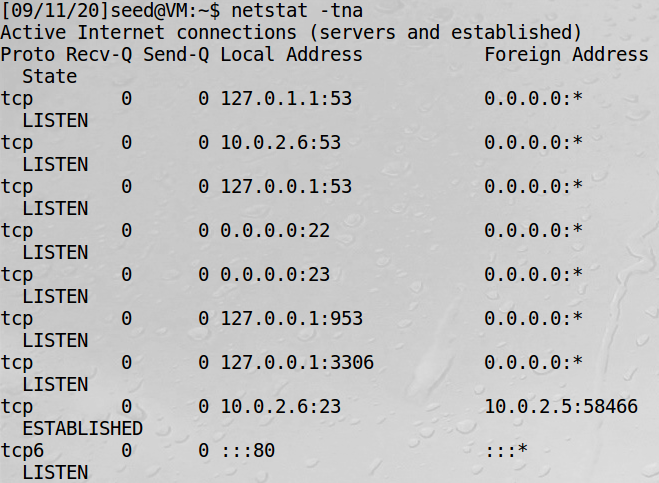 [09/11/20]seed@VM:~$ netstat -tna
Active Internet connections (servers and established)
Proto Recv-Q Send-Q Local Address           Foreign Address
  State
tcp        0      0 127.0.1.1:53            0.0.0.0:*
  LISTEN
tcp        0      0 10.0.2.6:53             0.0.0.0:*
  LISTEN
tcp        0      0 127.0.0.1:53            0.0.0.0:*
  LISTEN
tcp        0      0 0.0.0.0:22              0.0.0.0:*
  LISTEN
tcp        0      0 0.0.0.0:23              0.0.0.0:*
  LISTEN
tcp        0      0 127.0.0.1:953           0.0.0.0:*
  LISTEN
tcp        0      0 127.0.0.1:3306          0.0.0.0:*
  LISTEN
tcp        0      0 10.0.2.6:23             10.0.2.5:58466
  ESTABLISHED
tcp6       0      0 :::80                   :::*
  LISTEN